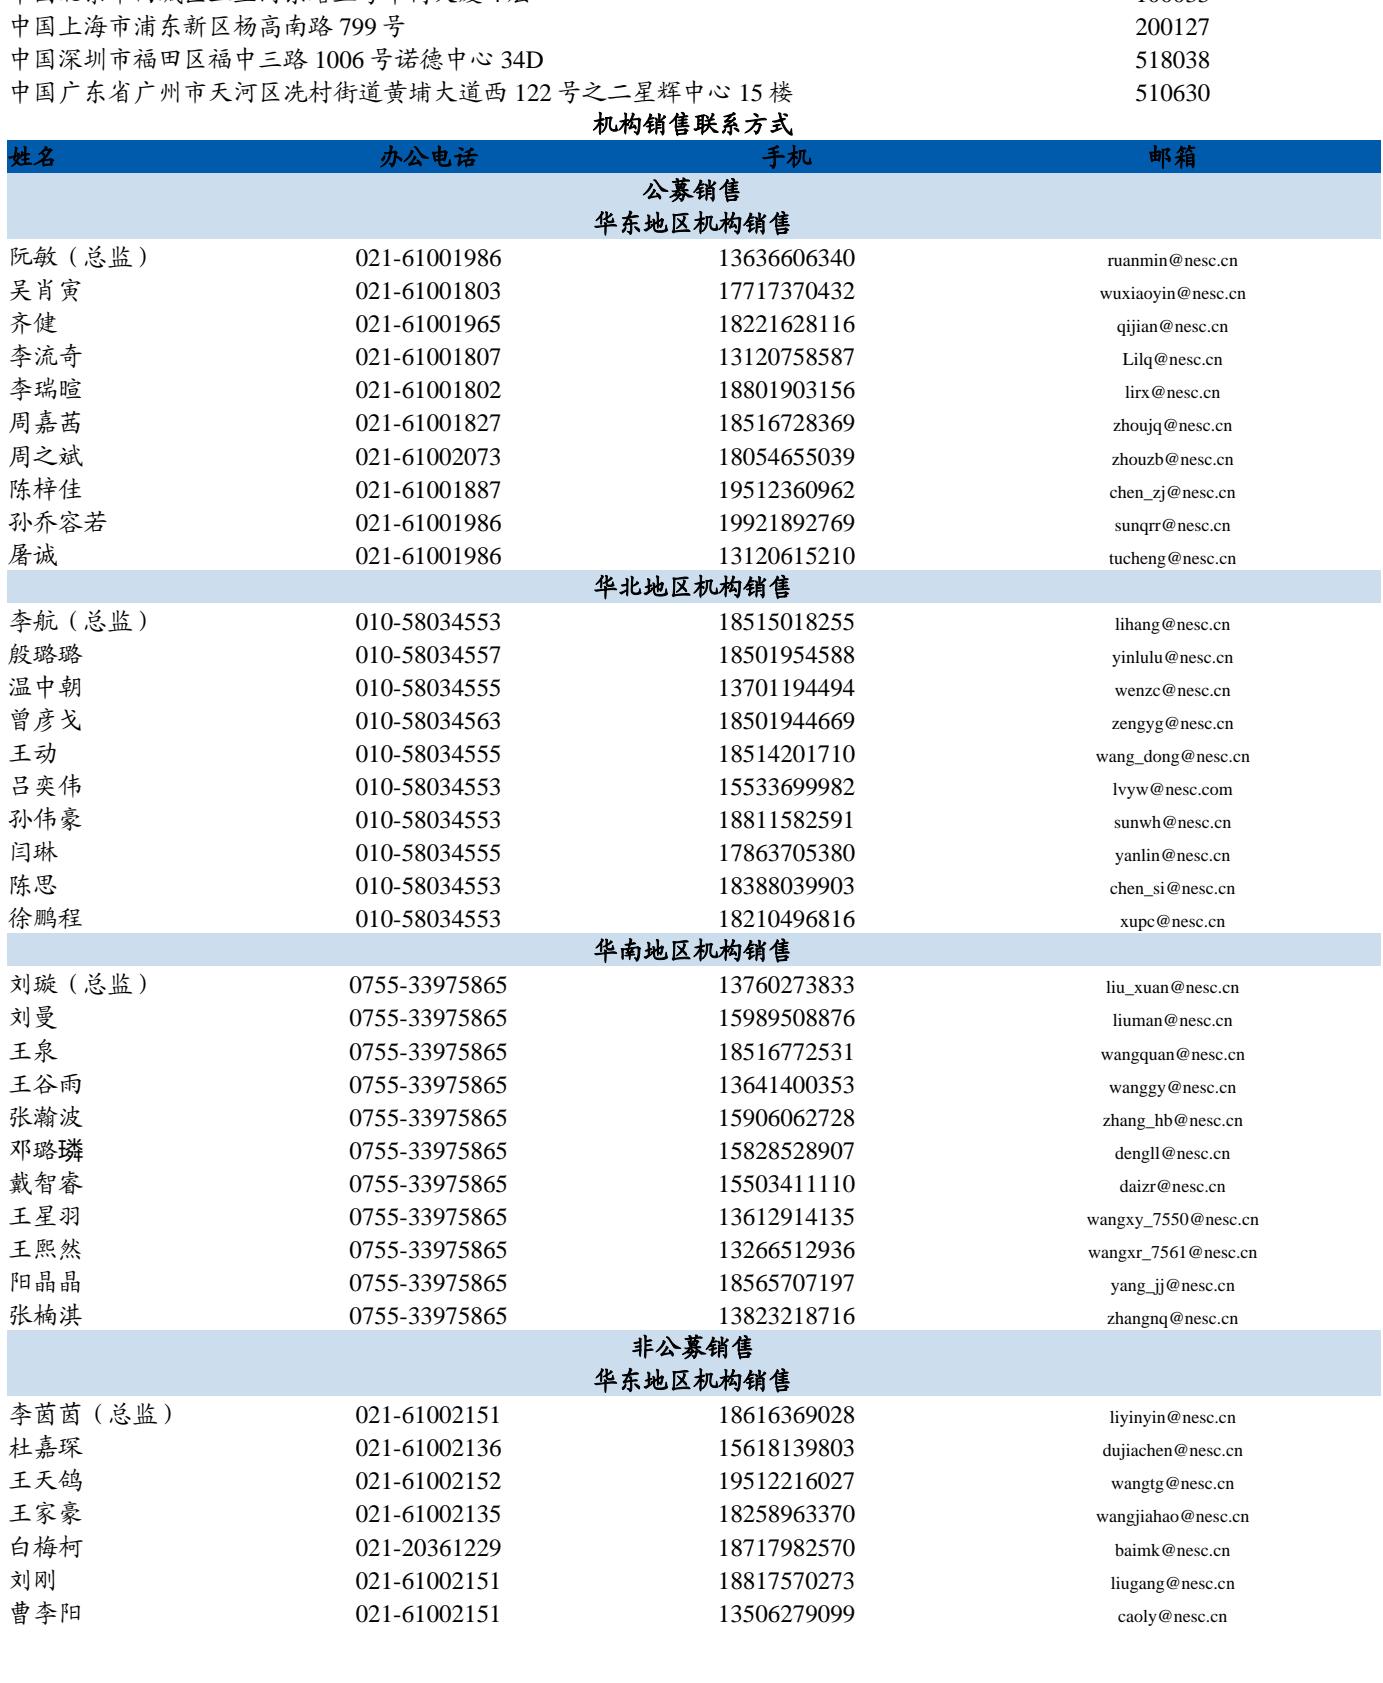 中国上海市浦东新区杨高南路 799 号 200127
中国深圳市福田区福中三路 1006 号诺德中心 34D 518038
中国广东省广州市天河区冼村街道黄埔大道西 122 号之二星辉中心 15 楼 510630
机构销售联系方式
姓名 办公电话 手机 邮箱
公募销售
华东地区机构销售
阮敏（总监） 021-61001986 13636606340 ruanmin@nesc.cn
吴肖寅 021-61001803 17717370432 wuxiaoyin@nesc.cn
齐健 021-61001965 18221628116 qijian@nesc.cn
李流奇 021-61001807 13120758587 Lilq@nesc.cn
李瑞暄 021-61001802 18801903156 lirx@nesc.cn
周嘉茜 021-61001827 18516728369 zhoujq@nesc.cn
周之斌 021-61002073 18054655039 zhouzb@nesc.cn
陈梓佳 021-61001887 19512360962 chen_zj@nesc.cn
孙乔容若 021-61001986 19921892769 sunqrr@nesc.cn
屠诚 021-61001986 13120615210 tucheng@nesc.cn
华北地区机构销售
李航（总监） 010-58034553 18515018255 lihang@nesc.cn
殷璐璐 010-58034557 18501954588 yinlulu@nesc.cn
温中朝 010-58034555 13701194494 wenzc@nesc.cn
曾彦戈 010-58034563 18501944669 zengyg@nesc.cn
王动 010-58034555 18514201710 wang_dong@nesc.cn
吕奕伟 010-58034553 15533699982 lvyw@nesc.com
孙伟豪 010-58034553 18811582591 sunwh@nesc.cn
闫琳 010-58034555 17863705380 yanlin@nesc.cn
陈思 010-58034553 18388039903 chen_si@nesc.cn
徐鹏程 010-58034553 18210496816 xupc@nesc.cn
华南地区机构销售
刘璇（总监） 0755-33975865 13760273833 liu_xuan@nesc.cn
刘曼 0755-33975865 15989508876 liuman@nesc.cn
王泉 0755-33975865 18516772531 wangquan@nesc.cn
王谷雨 0755-33975865 13641400353 wanggy@nesc.cn
张瀚波 0755-33975865 15906062728 zhang_hb@nesc.cn
邓璐璘 0755-33975865 15828528907 dengll@nesc.cn
戴智睿 0755-33975865 15503411110 daizr@nesc.cn
王星羽 0755-33975865 13612914135 wangxy_7550@nesc.cn
王熙然 0755-33975865 13266512936 wangxr_7561@nesc.cn
阳晶晶 0755-33975865 18565707197 yang_jj@nesc.cn
张楠淇 0755-33975865 13823218716 zhangnq@nesc.cn
非公募销售
华东地区机构销售
李茵茵（总监） 021-61002151 18616369028 liyinyin@nesc.cn
杜嘉琛 021-61002136 15618139803 dujiachen@nesc.cn
王天鸽 021-61002152 19512216027 wangtg@nesc.cn
王家豪 021-61002135 18258963370 wangjiahao@nesc.cn
白梅柯 021-20361229 18717982570 baimk@nesc.cn
刘刚 021-61002151 18817570273 liugang@nesc.cn
曹李阳 021-61002151 13506279099 caoly@nesc.cn